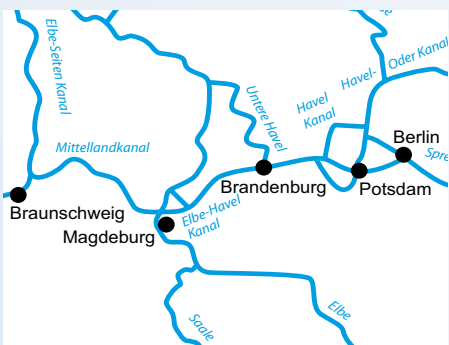 Elbe-Seiten Kanal
Oder Kanal
Havel-
Untere Havel
Havel
Kanal
Mittellandkanal
Berlin
Spre
Brandenburg
Potsdam
Braunschweig
Elbe-Havel
Kanal
Magdeburg
Elbe
Saale